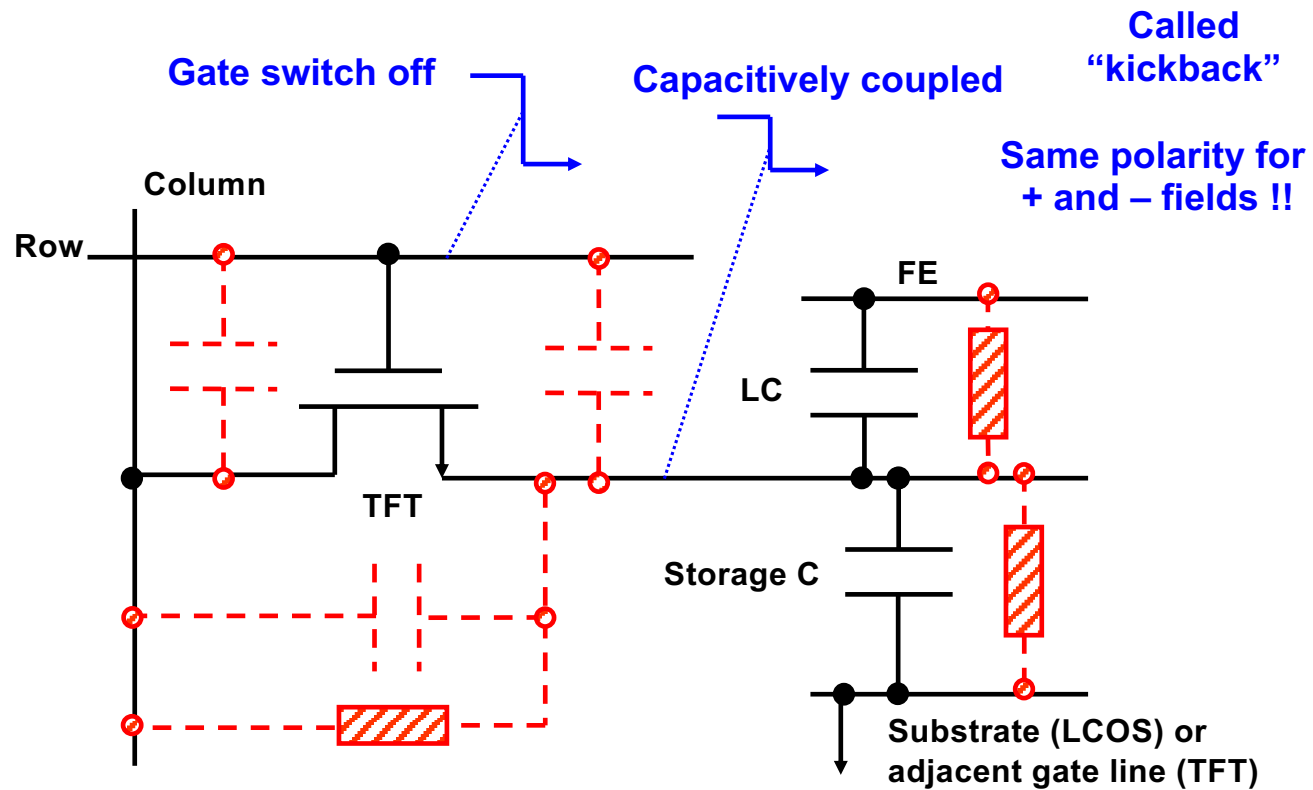 Called
“kickback”
Gate switch off
Capacitively coupled
Same polarity for
+ and – fields !!
Column
Row
FE
LC
TFT
Storage C
Substrate (LCOS) or
adjacent gate line (TFT)